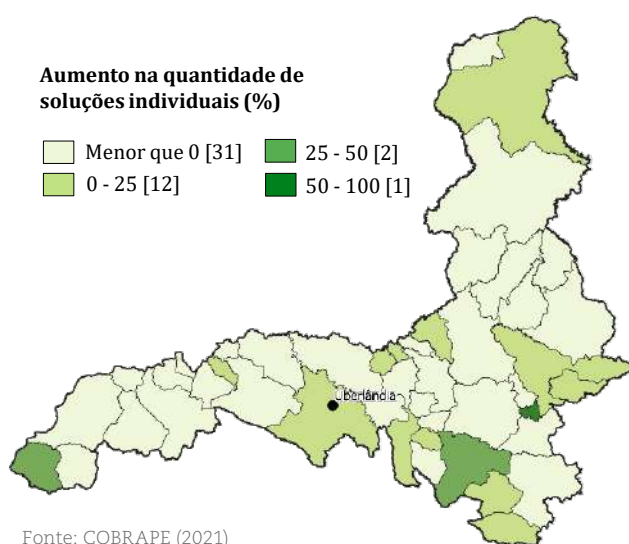 Aumento na quantidade de
soluções individuais (%)
Menor que 0 [31]
25 - 50 [2]
0 - 25 [12]
50 - 100 [1]
Uberlândia
Fonte: COBRAPE (2021)